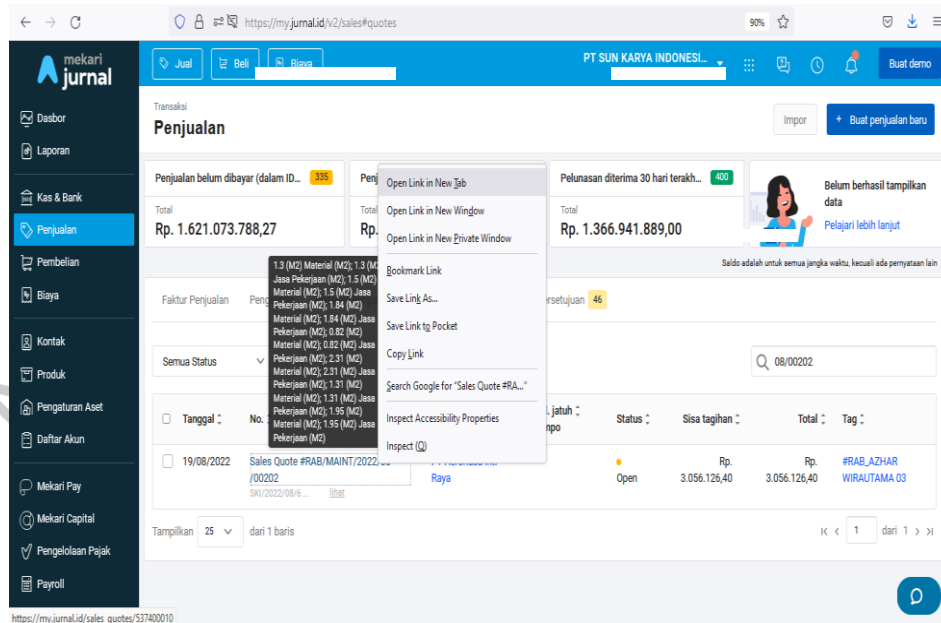 https://my.jurnal.id/v2/sales#quotes
90%
mekari
jurnal
Jual
Beli
Biaya
PT SUN KARYA INDONESI...
Buat demo
Dasbor
Laporan
Kas & Bank
Penjualan
Pembelian
Biaya
Kontak
Produk
Pengaturan Aset
Daftar Akun
Mekari Pay
Mekari Capital
Pengelolaan Pajak
Payroll
Transaksi
Penjualan
Impor
+ Buat penjualan baru
Penjualan belum dibayar (dalam ID... 335
Total
Rp. 1.621.073.788,27
Penj
Total
Rp.
Pelunasan diterima 30 hari terakh... 400
Total
Rp. 1.366.941.889,00
Belum berhasil tampilkan
data
Pelajari lebih lanjut
Saldo adalah untuk semua jangka waktu, kecuali ada pernyataan lain
Open Link in New Tab
Open Link in New Window
Open Link in New Private Window
Bookmark Link
Save Link As...
Save Link to Pocket
Copy Link
Search Google for "Sales Quote #RA..."
Inspect Accessibility Properties
Inspect (Q)
1.3 (M2) Material (M2); 1.3 (M2
Jasa Pekerjaan (M2); 1.5 (M2)
Material (M2); 1.5 (M2) Jasa
Pekerjaan (M2); 1.84 (M2)
Material (M2); 1.84 (M2) Jasa
Pekerjaan (M2); 0.82 (M2)
Material (M2); 0.82 (M2) Jasa
Pekerjaan (M2); 2.31 (M2)
Material (M2); 2.31 (M2) Jasa
Pekerjaan (M2); 1.31 (M2)
Material (M2); 1.31 (M2) Jasa
Pekerjaan (M2); 1.95 (M2)
Material (M2); 1.95 (M2) Jasa
Pekerjaan (M2)
Faktur Penjualan
Peng
ersetujuan 46
Semua Status
08/00202
Tanggal
No.
l. jatuh
mpo
Status
Sisa tagihan
Total
Tag
19/08/2022
Sales Quote #RAB/MAINT/2022/
/00202
SKI/2022/08/6 ... lihat
Raya
Open
Rp.
3.056.126,40
Rp.
3.056.126,40
#RAB_AZHAR
WIRAUTAMA 03
Tampilkan 25 dari 1 baris
1 dari 1
https://my.jurnal.id/sales_quotes/537400010